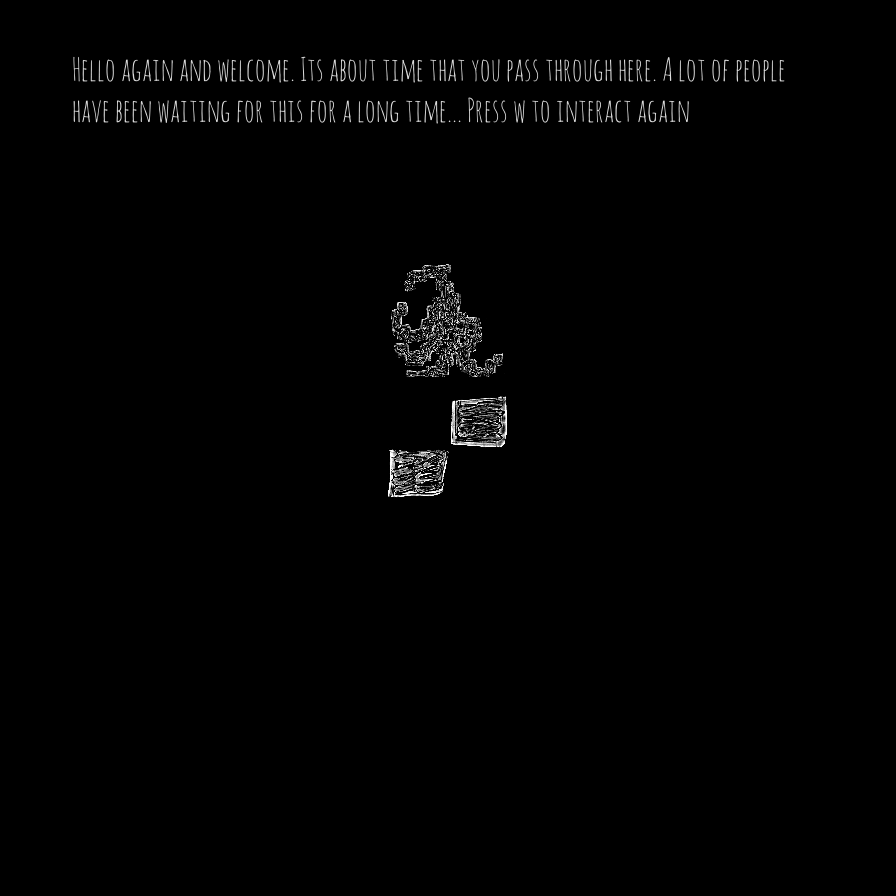 Hello again and welcome. Its about time that you pass through here. A lot of people
have been waiting for this for a long time... Press w to interact again